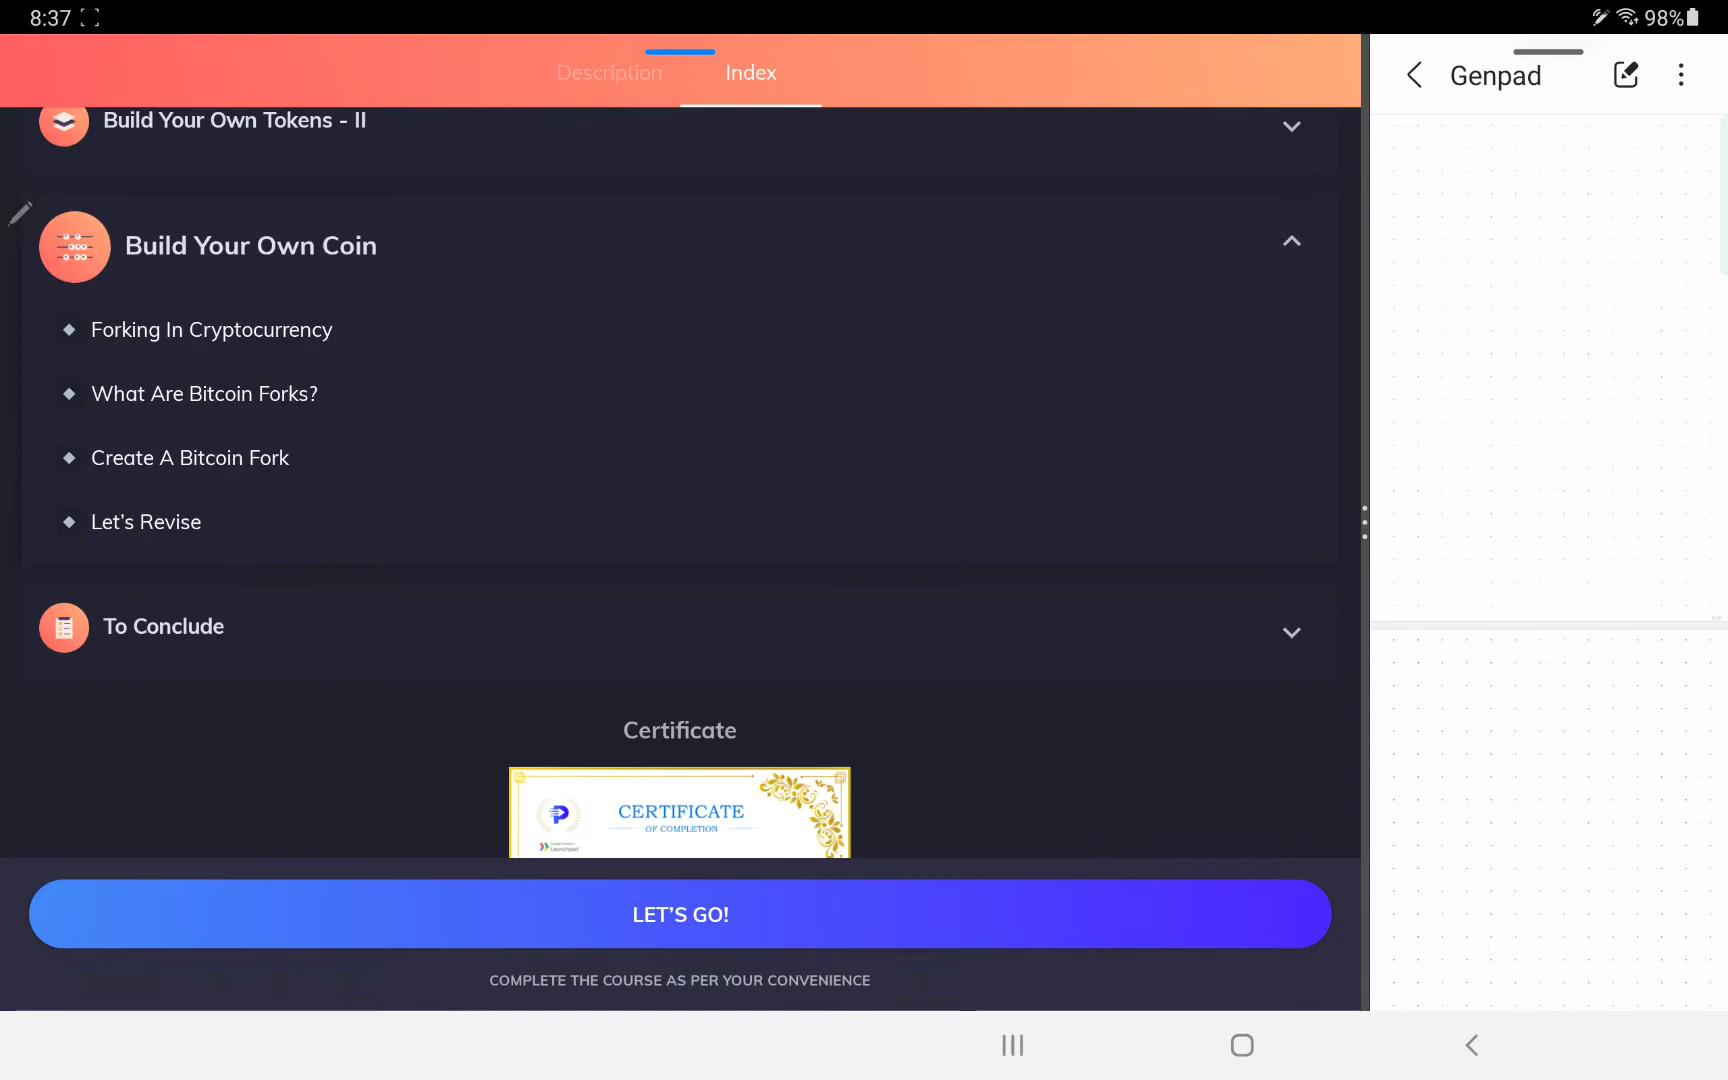 8:37
98%
Description Index
Genpad
Build Your Own Tokens - II
Build Your Own Coin
Forking In Cryptocurrency
What Are Bitcoin Forks?
Create A Bitcoin Fork
Let's Revise
To Conclude
Certificate
CERTIFICATE
OF COMPLETION
Launchpad
LET'S GO!
COMPLETE THE COURSE AS PER YOUR CONVENIENCE